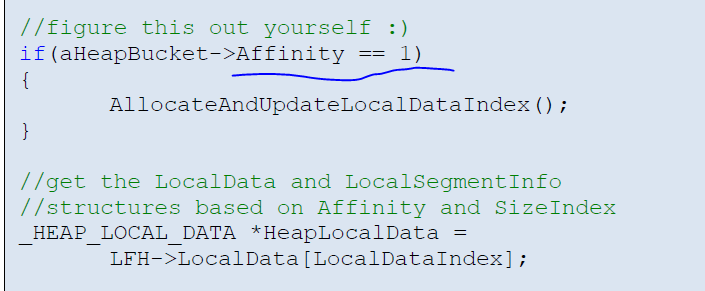 //figure this out yourself :)
if(aHeapBucket->Affinity == 1)
{
AllocateAndUpdateLocalDataIndex();
}
//get the LocalData and LocalSegmentInfo
//structures based on Affinity and SizeIndex
_HEAP_LOCAL_DATA *HeapLocalData =
LFH->LocalData[LocalDataIndex];